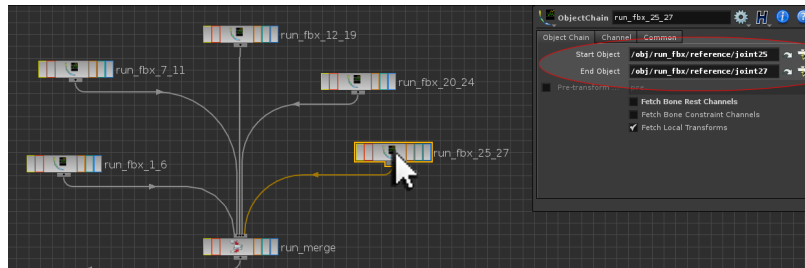 run_fbx_12_19
run_fbx_7_11
run_fbx_20_24
run_fbx_25_27
run_fbx_1_6
run_merge
ObjectChain run_fbx_25_27
Object Chain Channel Common
Start Object /obj/run_fbx/reference/joint25
End Object /obj/run_fbx/reference/joint27
Pre-transform
Fetch Bone Rest Channels
Fetch Bone Constraint Channels
Fetch Local Transforms